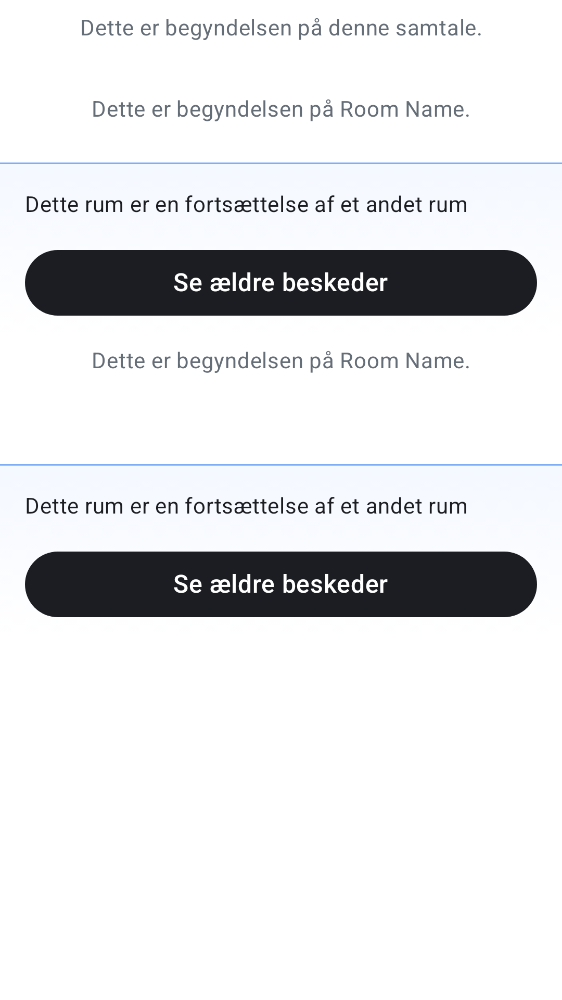 Dette er begyndelsen på denne samtale.
Dette er begyndelsen på Room Name.
Dette rum er en fortsættelse af et andet rum
Se ældre beskeder
Dette er begyndelsen på Room Name.
Dette rum er en fortsættelse af et andet rum
Se ældre beskeder